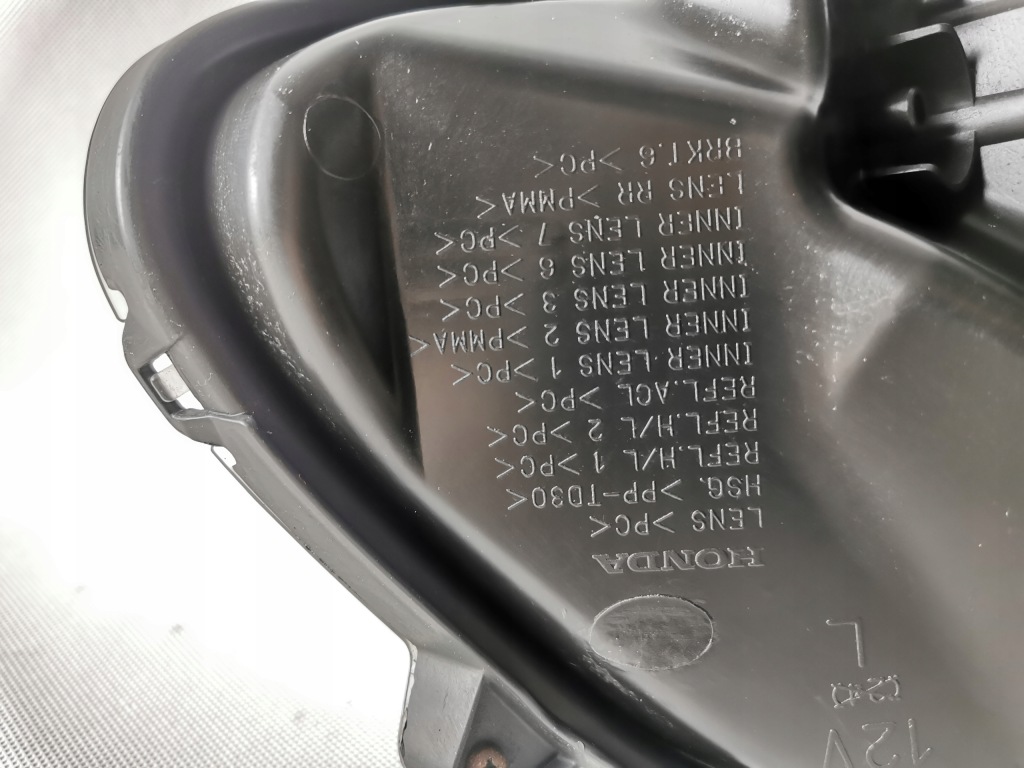 12V
L
HONDA
LENS >PC<
HSG. >PP-TD30<
REFL.H/L 1 >PC<
REFL.H/L 2 >PC<
REFL.ACL >PC<
INNER LENS 1 >PC<
INNER LENS 2 >PMMA<
INNER LENS 3 >PC<
INNER LENS 6 >PC<
INNER LENS 7 >PC<
LENS RR >PMMA<
BRKT.6 >PC<